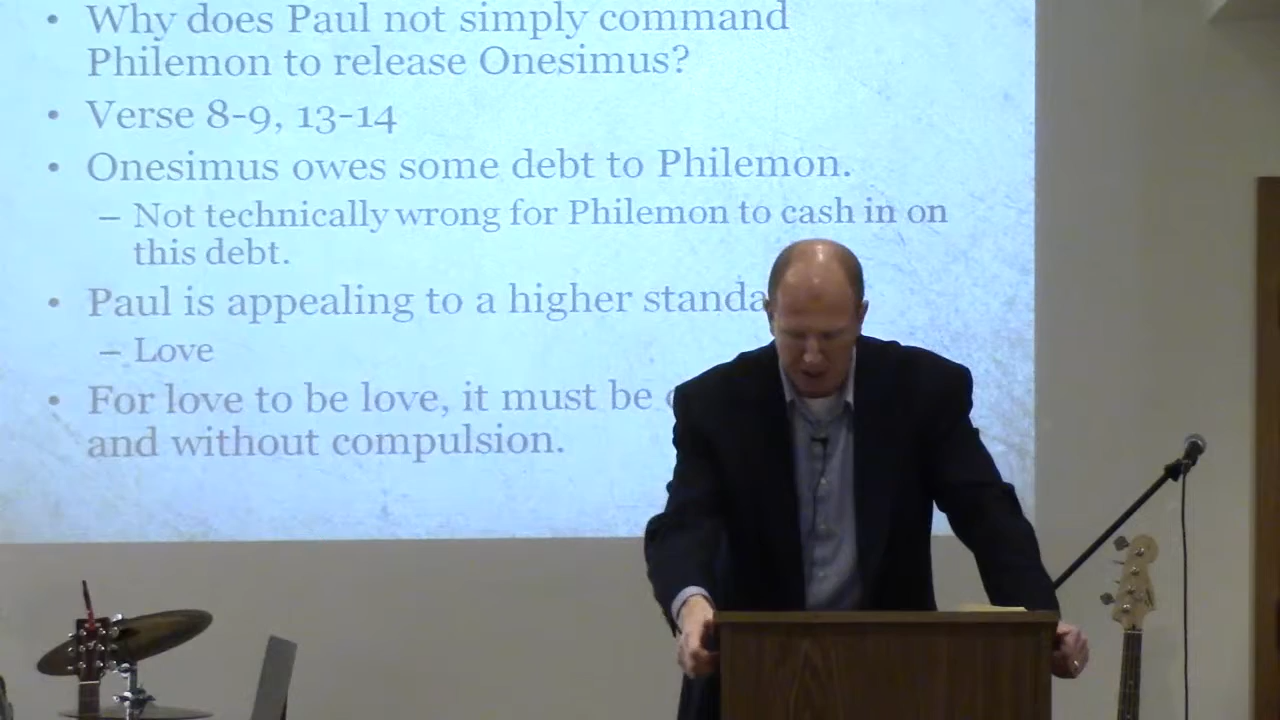 • Why does Paul not simply command
Philemon to release Onesimus?
• Verse 8-9, 13-14
• Onesimus owes some debt to Philemon.
– Not technically wrong for Philemon to cash in on
this debt.
• Paul is appealing to a higher
– Love
• For love to be love, it must be
and without compulsion.